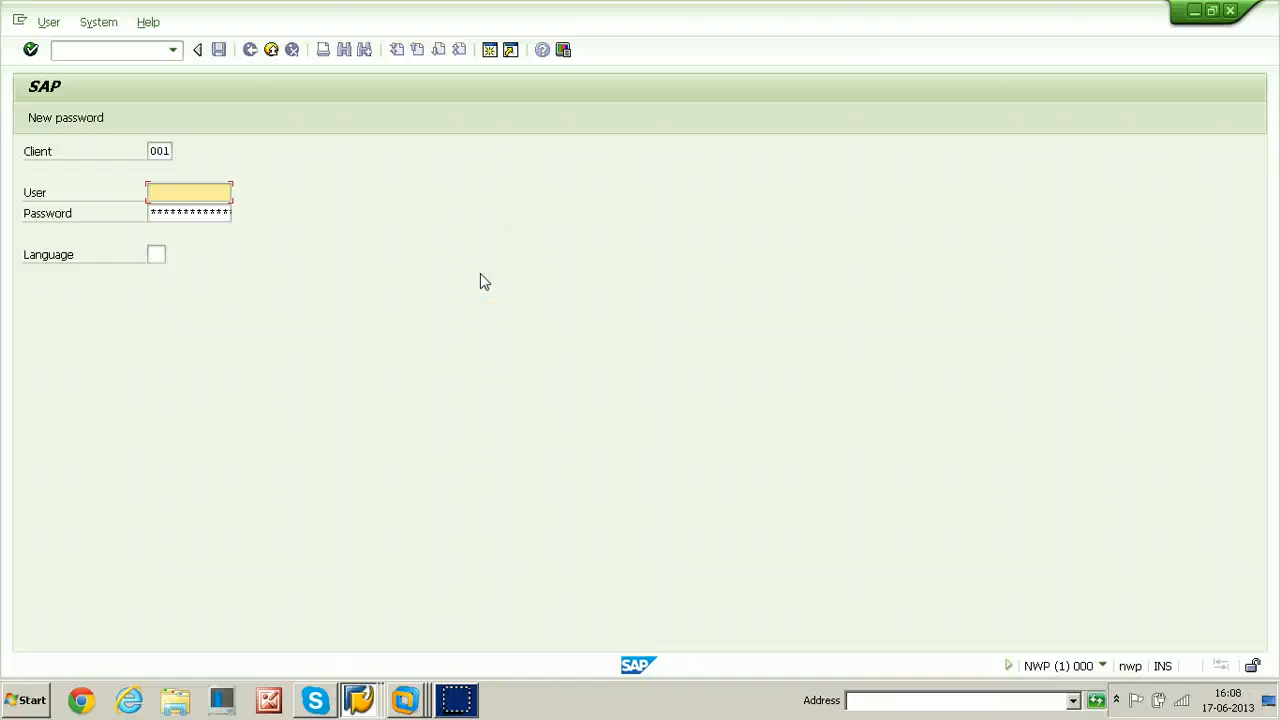 User System Help
SAP
New password
Client 001
User
Password *************
Language
SAP NWP (1) 000 nwp INS
Start Address 16:08
17-06-2013